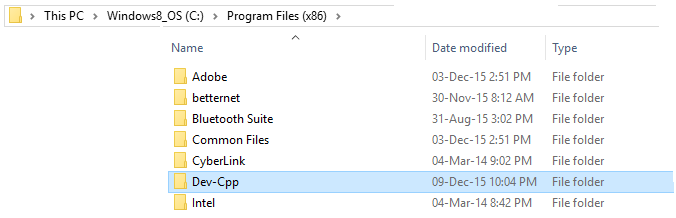 This PC > Windows8_OS (C:) > Program Files (x86) >
Name Date modified Type
Adobe 03-Dec-15 2:51 PM File folder
betternet 30-Nov-15 8:12 AM File folder
Bluetooth Suite 31-Aug-15 3:02 PM File folder
Common Files 03-Dec-15 2:51 PM File folder
CyberLink 04-Mar-14 9:02 PM File folder
Dev-Cpp 09-Dec-15 10:04 PM File folder
Intel 04-Mar-14 8:42 PM File folder